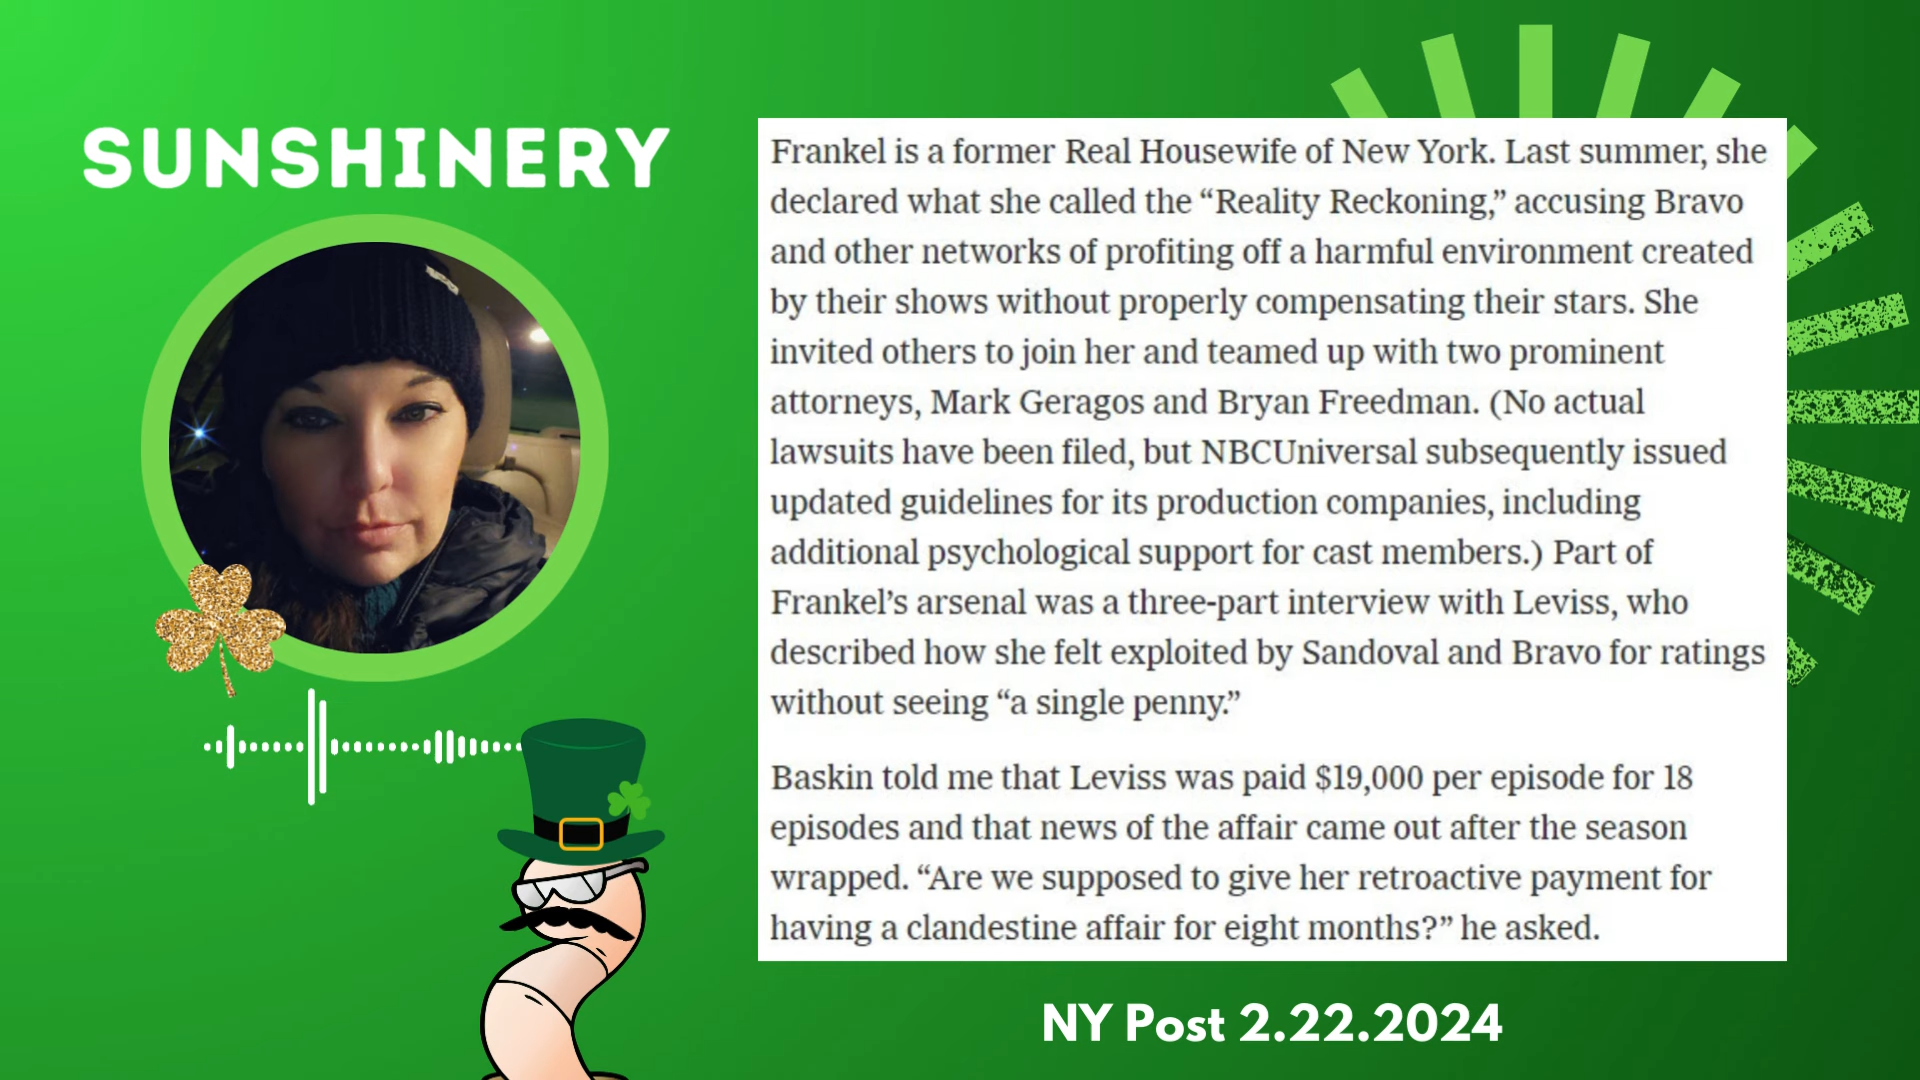 SUNSHINERY
Frankel is a former Real Housewife of New York. Last summer, she
declared what she called the “Reality Reckoning,” accusing Bravo
and other networks of profiting off a harmful environment created
by their shows without properly compensating their stars. She
invited others to join her and teamed up with two prominent
attorneys, Mark Geragos and Bryan Freedman. (No actual
lawsuits have been filed, but NBCUniversal subsequently issued
updated guidelines for its production companies, including
additional psychological support for cast members.) Part of
Frankel’s arsenal was a three-part interview with Leviss, who
described how she felt exploited by Sandoval and Bravo for ratings
without seeing “a single penny.”
Baskin told me that Leviss was paid $19,000 per episode for 18
episodes and that news of the affair came out after the season
wrapped. “Are we supposed to give her retroactive payment for
having a clandestine affair for eight months?” he asked.
NY Post 2.22.2024